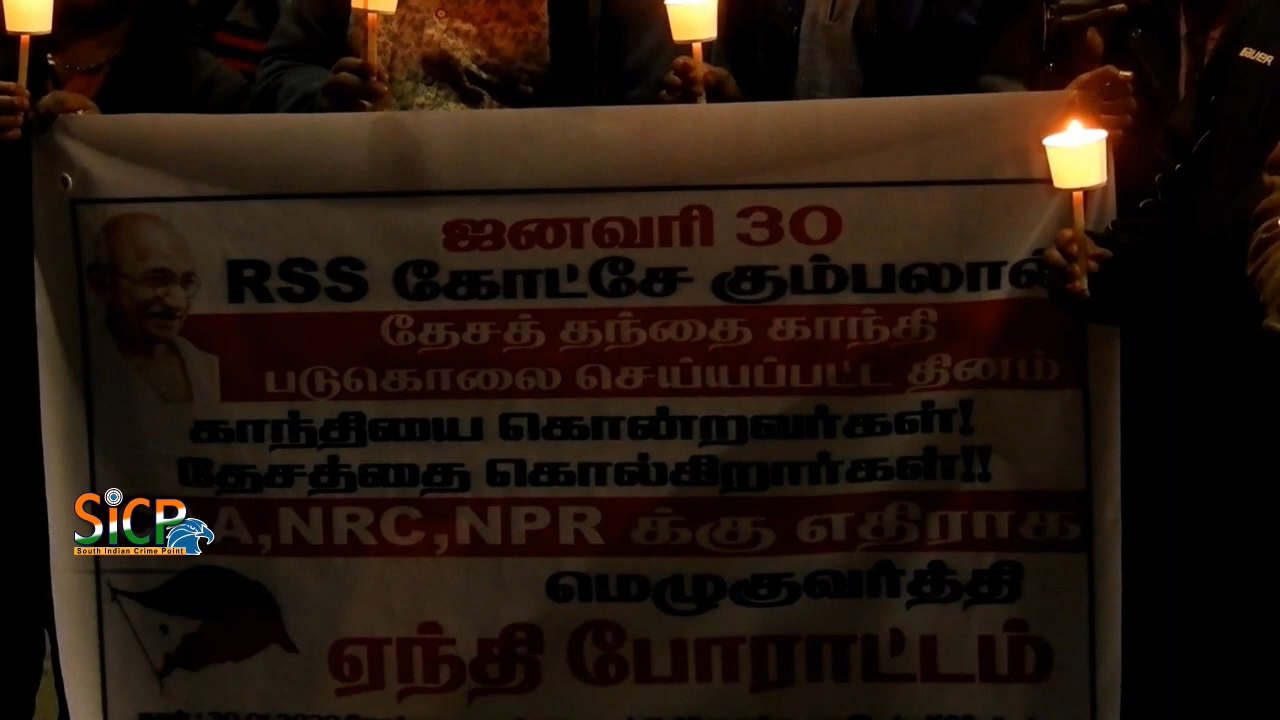 ஜனவரி 30
RSS கோட்சே கும்பலால்
தேசத் தந்தை காந்தி
படுகொலை செய்யப்பட்ட தினம்
காந்தியை கொன்றவர்கள்!
தேசத்தை கொல்கிறார்கள்!!
A,NRC,NPR க்கு எதிராக
மெழுகுவர்த்தி
ஏந்தி போராட்டம்
SiCP
South Indian Crime Point